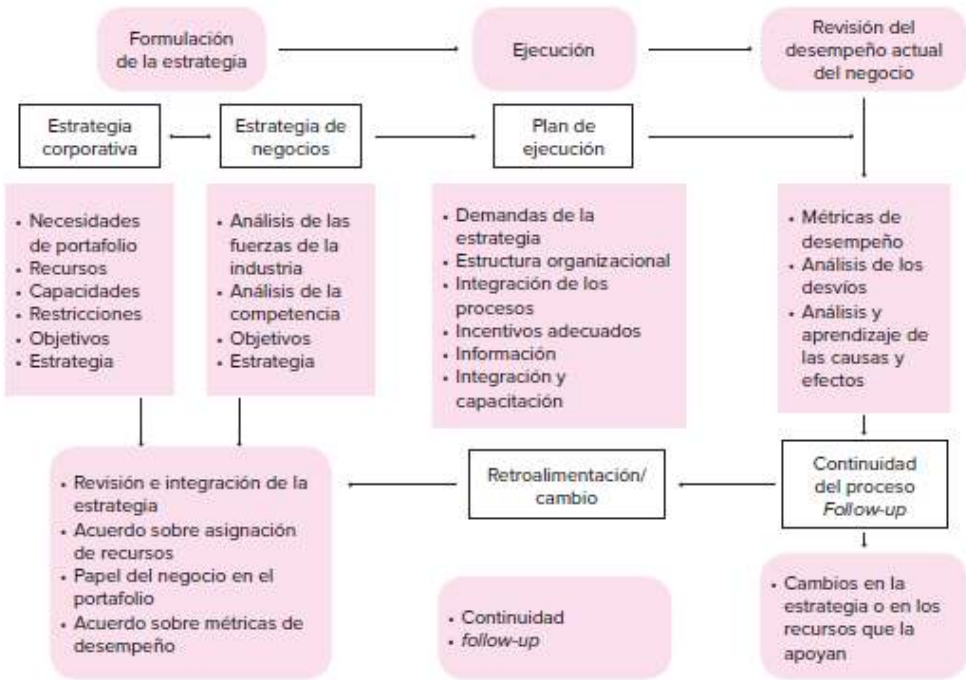 Formulación
de la estrategia
Ejecución
Revisión del
desempeño actual
del negocio
Estrategia
corporativa
Estrategia de
negocios
Plan de
ejecución
• Necesidades
de portafolio
• Recursos
• Capacidades
• Restricciones
• Objetivos
• Estrategia
• Análisis de las
fuerzas de la
industria
• Análisis de la
competencia
• Objetivos
• Estrategia
• Demandas de la
estrategia
• Estructura organizacional
• Integración de los
procesos
• Incentivos adecuados
• Información
• Integración y
capacitación
• Métricas de
desempeño
• Análisis de los
desvíos
• Análisis y
aprendizaje de
las causas y
efectos
• Revisión e integración de la
estrategia
• Acuerdo sobre asignación
de recursos
• Papel del negocio en el
portafolio
• Acuerdo sobre métricas de
desempeño
Retroalimentación/
cambio
Continuidad
del proceso
Follow-up
• Continuidad
• follow-up
• Cambios en la
estrategia o en los
recursos que la
apoyan